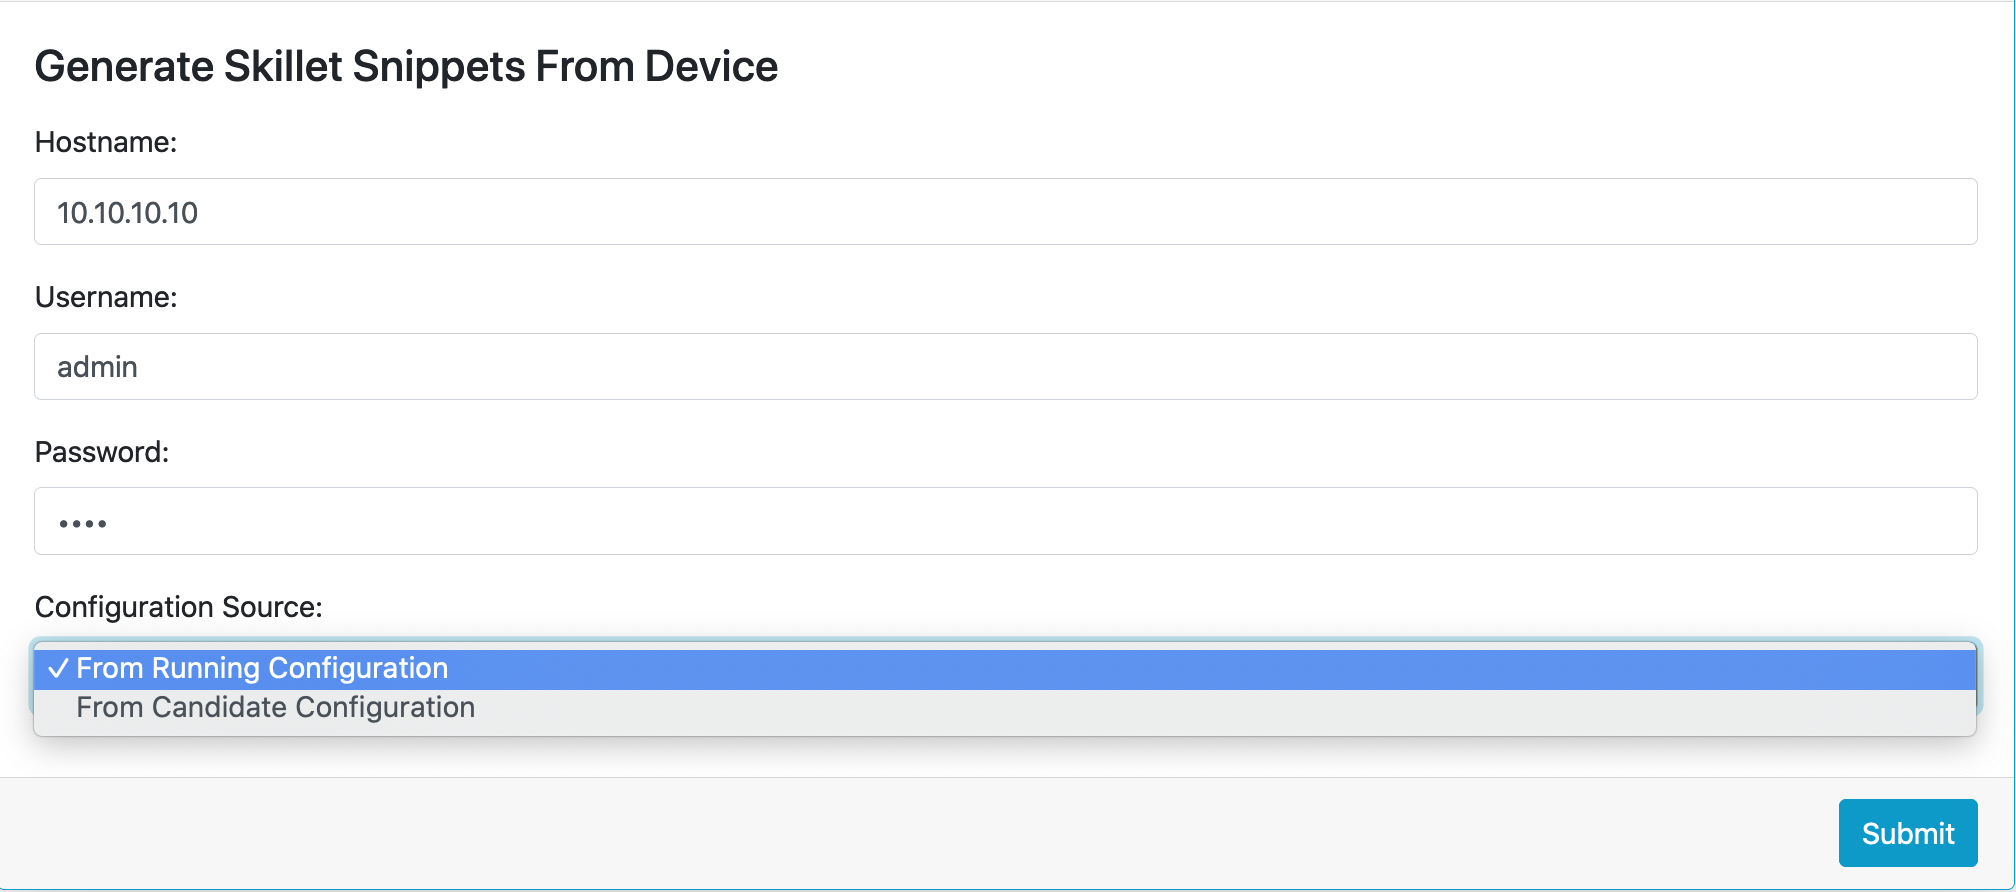 Generate Skillet Snippets From Device
Hostname:
10.10.10.10
Username:
admin
Password:
••••
Configuration Source:
✓ From Running Configuration
From Candidate Configuration
Submit